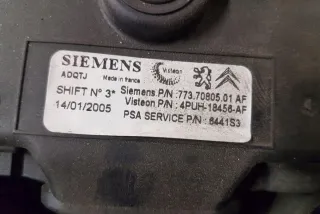 SIEMENS Visteon
ADQTJ Made in france
SHIFT N° 3* Siemens P/N :773.70805.01 AF
14/01/2005 Visteon P/N :4PUH-18456-AF
PSA SERVICE P/N :6441S3